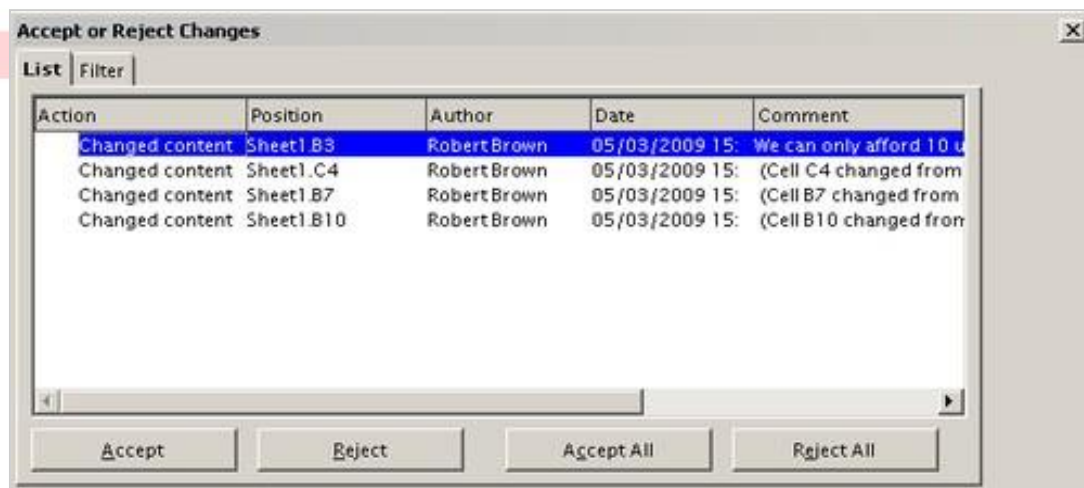 Accept or Reject Changes
List Filter
Action Position Author Date Comment
Changed content Sheet1.B3 Robert Brown 05/03/2009 15: We can only afford 10 u
Changed content Sheet1.C4 Robert Brown 05/03/2009 15: (Cell C4 changed from
Changed content Sheet1.B7 Robert Brown 05/03/2009 15: (Cell B7 changed from
Changed content Sheet1.B10 Robert Brown 05/03/2009 15: (Cell B10 changed from
Accept Reject Accept All Reject All